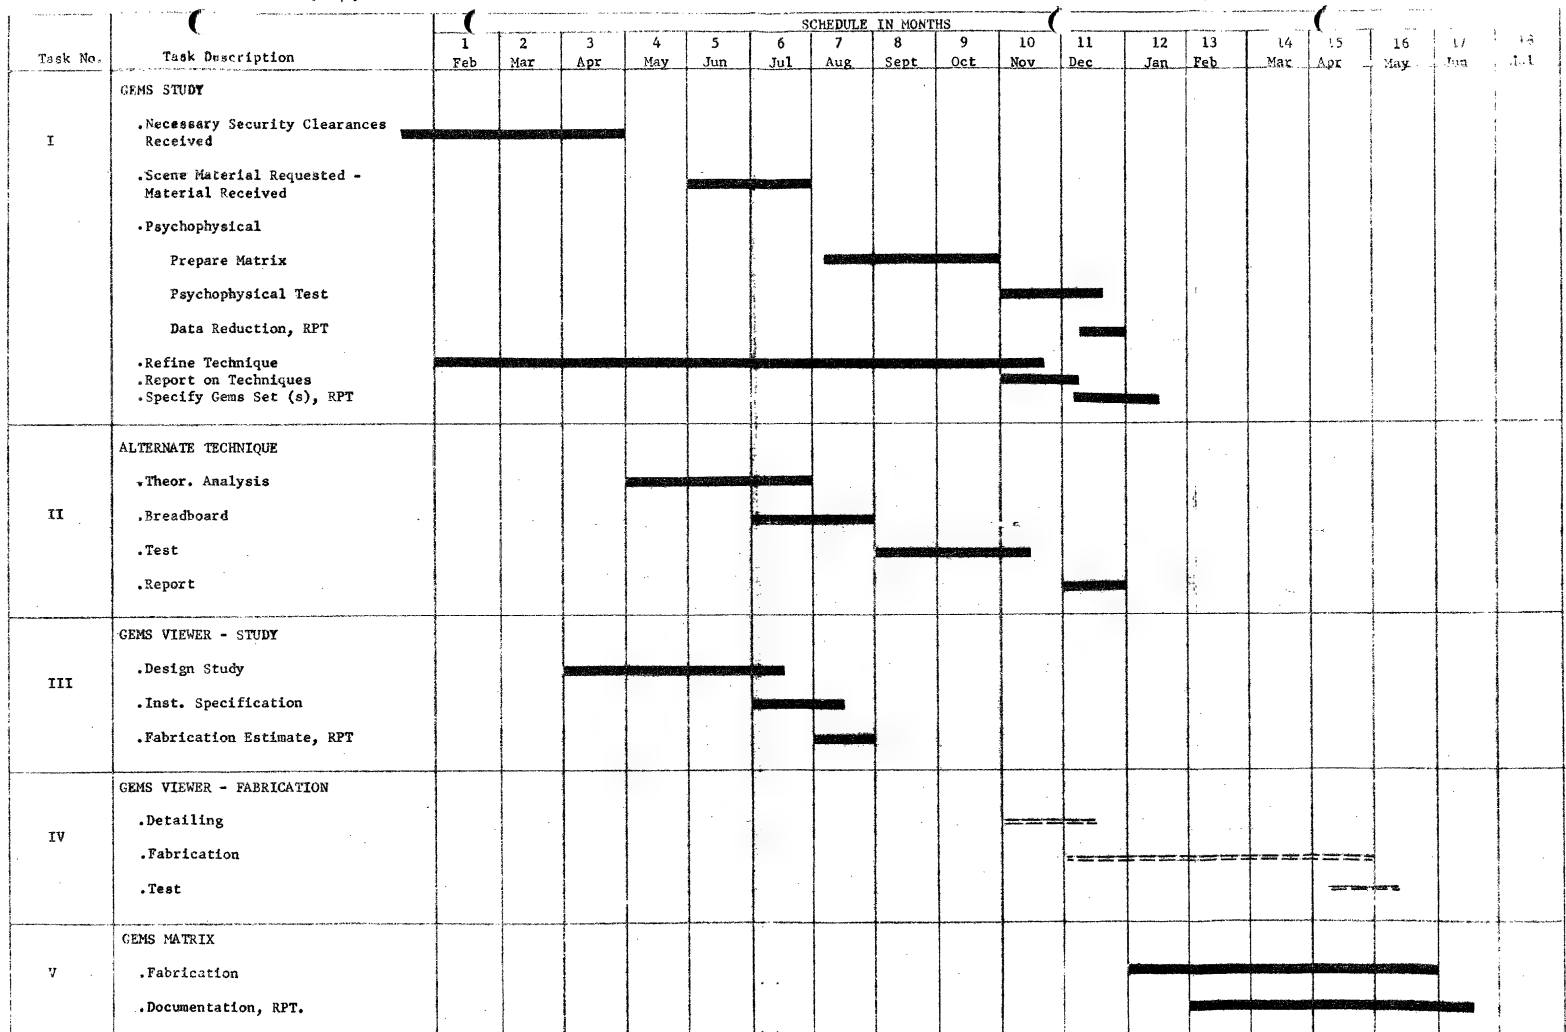 SCHEDULE IN MONTHS
Task No. Task Description 1 2 3 4 5 6 7 8 9 10 11 12 13 14 15 16 17 18
Feb Mar Apr May Jun Jul Aug Sept Oct Nov Dec Jan Feb Mar Apr May Jun
GEMS STUDY
I
.Necessary Security Clearances
Received
.Scene Material Requested -
Material Received
.Psychophysical
Prepare Matrix
Psychophysical Test
Data Reduction, RPT
.Refine Technique
.Report on Techniques
.Specify Gems Set (s), RPT
ALTERNATE TECHNIQUE
.Theor. Analysis
II
.Breadboard
.Test
.Report
GEMS VIEWER - STUDY
.Design Study
III
.Inst. Specification
.Fabrication Estimate, RPT
GEMS VIEWER - FABRICATION
.Detailing
IV
.Fabrication
.Test
GEMS MATRIX
V
.Fabrication
.Documentation, RPT.